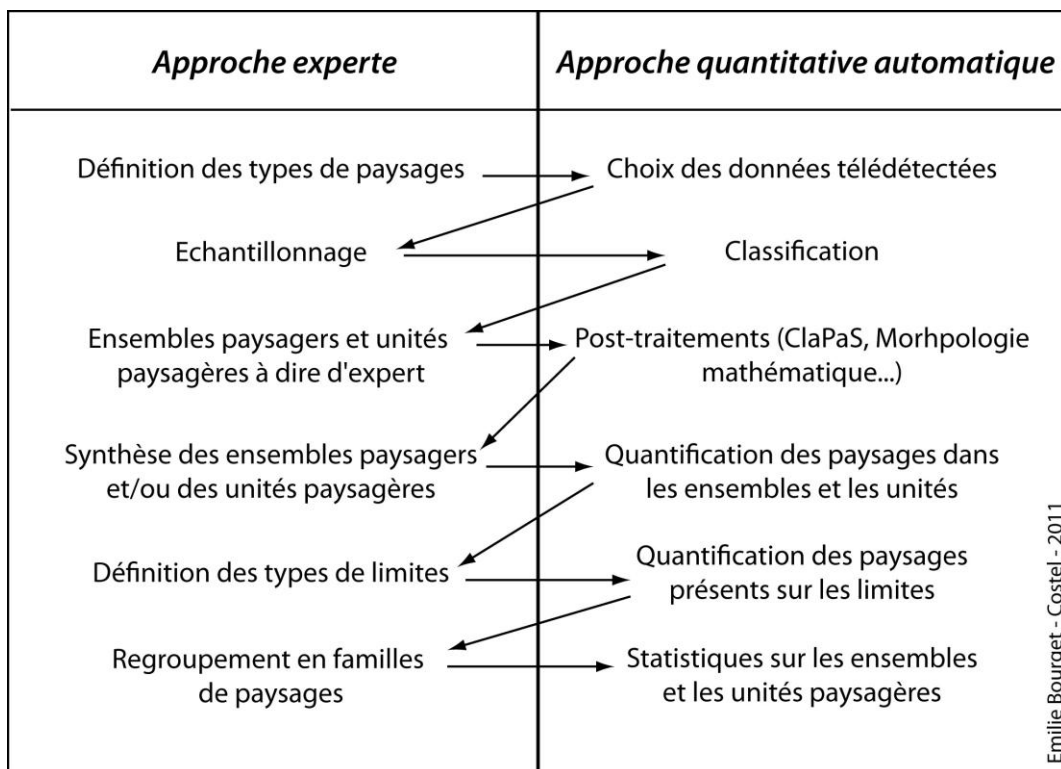 Approche experte
Approche quantitative automatique
Définition des types de paysages
Choix des données télédétectées
Echantillonnage
Classification
Ensembles paysagers et unités
paysagères à dire d'expert
Post-traitements (ClaPaS, Morhpologie
mathématique...)
Synthèse des ensembles paysagers
et/ou des unités paysagères
Quantification des paysages dans
les ensembles et les unités
Définition des types de limites
Quantification des paysages
présents sur les limites
Regroupement en familles
de paysages
Statistiques sur les ensembles
et les unités paysagères
Emilie Bourget - Costel - 2011